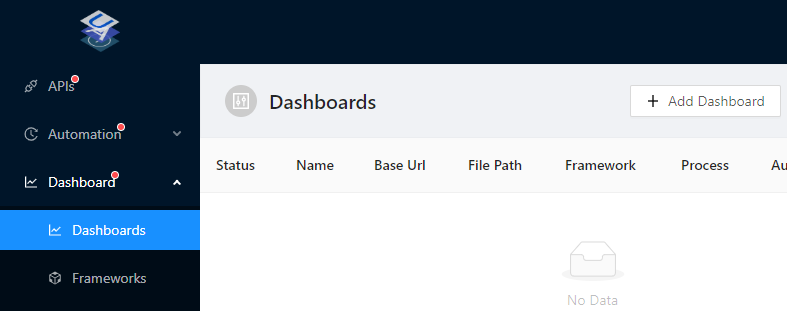 APIs
Automation
Dashboard
Dashboards
Frameworks
Dashboards
Add Dashboard
Status Name Base Url File Path Framework Process Au
No Data